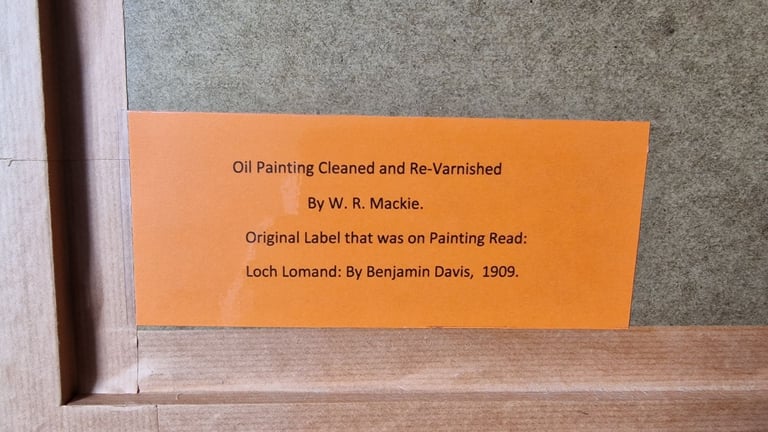 Oil Painting Cleaned and Re-Varnished
By W. R. Mackie.
Original Label that was on Painting Read:
Loch Lomand: By Benjamin Davis,  1909.